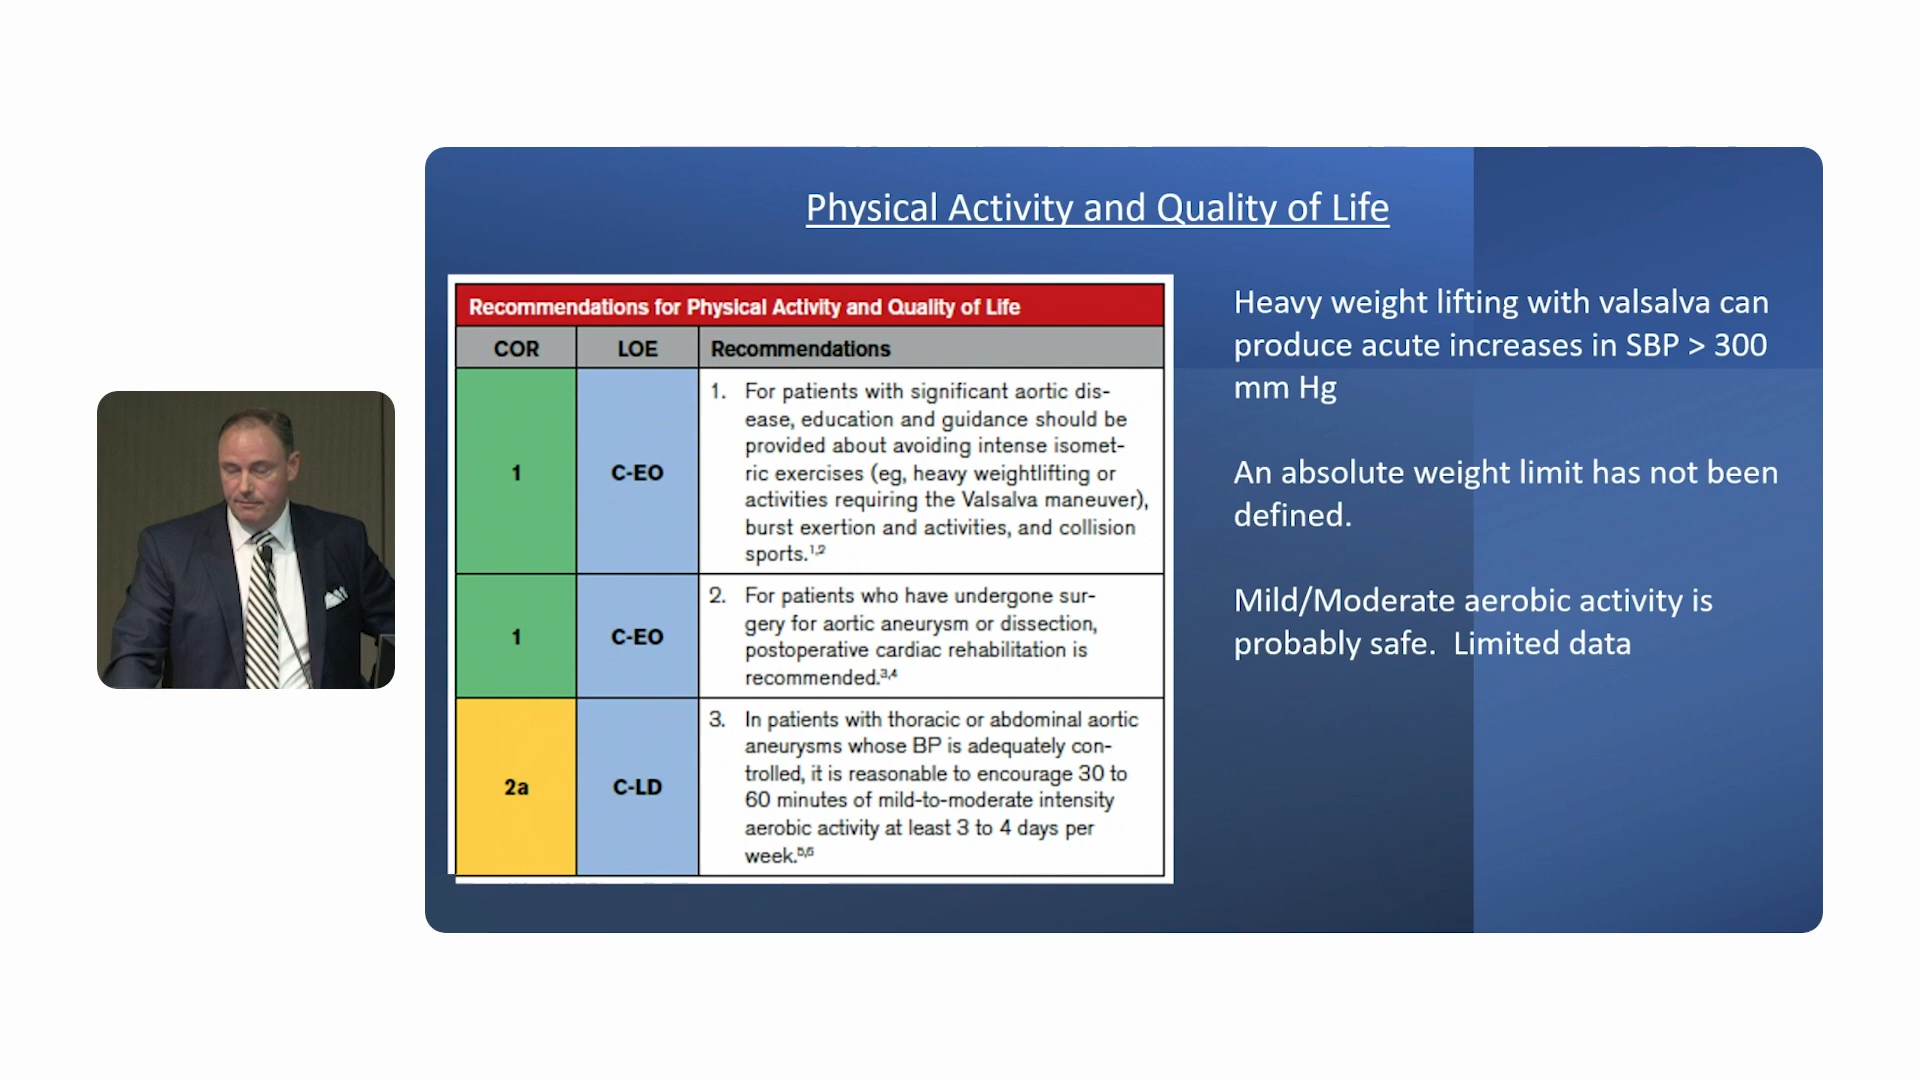 Physical Activity and Quality of Life
Recommendations for Physical Activity and Quality of Life
COR LOE Recommendations
1 C-EO 1. For patients with significant aortic dis-
ease, education and guidance should be
provided about avoiding intense isomet-
ric exercises (eg, heavy weightlifting or
activities requiring the Valsalva maneuver),
burst exertion and activities, and collision
sports.1,2
1 C-EO 2. For patients who have undergone sur-
gery for aortic aneurysm or dissection,
postoperative cardiac rehabilitation is
recommended.3,4
2a C-LD 3. In patients with thoracic or abdominal aortic
aneurysms whose BP is adequately con-
trolled, it is reasonable to encourage 30 to
60 minutes of mild-to-moderate intensity
aerobic activity at least 3 to 4 days per
week.5,6
Heavy weight lifting with valsalva can
produce acute increases in SBP > 300
mm Hg
An absolute weight limit has not been
defined.
Mild/Moderate aerobic activity is
probably safe. Limited data